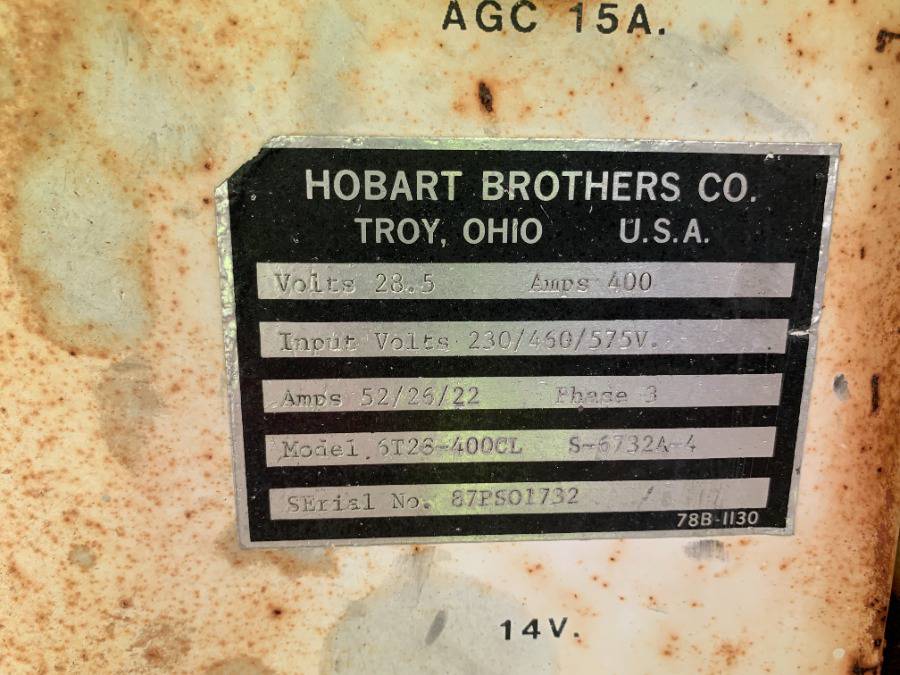 AGC 15A.
HOBART BROTHERS CO.
TROY, OHIO U.S.A.
Volts 28.5 Amps 400
Input Volts 230/460/575V.
Amps 52/26/22 Phase 3
Model 6T28-400CL S-6732A-4
SErial No. 87PS01732
78B-1130
14V.